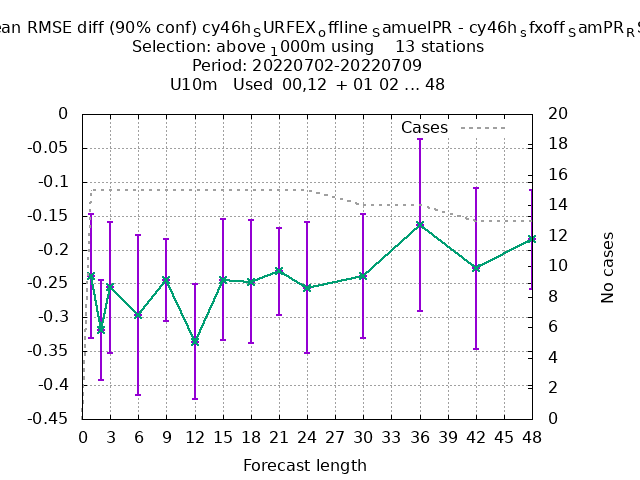 ean RMSE diff (90% conf) cy46h_SURFEX_offline_SamuelPR - cy46h_sfxoff_SamPR_RS
Selection: above_1000m using 13 stations
Period: 20220702-20220709
U10m Used 00,12 + 01 02 ... 48
Cases
0
-0.05
-0.1
-0.15
-0.2
-0.25
-0.3
-0.35
-0.4
-0.45
20
18
16
14
12
10
8
6
4
2
0
No cases
0 3 6 9 12 15 18 21 24 27 30 33 36 39 42 45 48
Forecast length